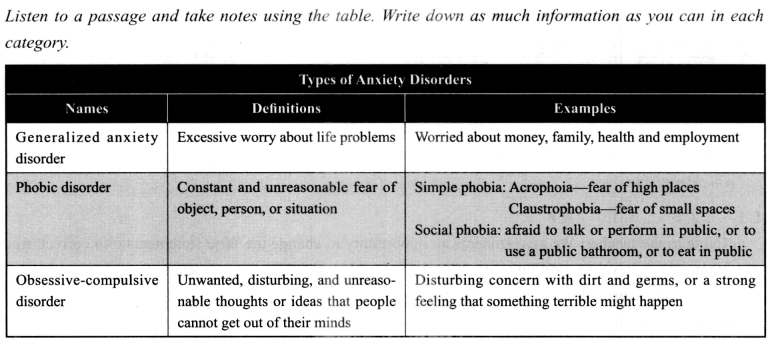 Listen to a passage and take notes using the table. Write down as much information as you can in each
category.
Types of Anxiety Disorders
Names
Definitions
Examples
Generalized anxiety
disorder
Excessive worry about life problems
Worried about money, family, health and employment
Phobic disorder
Constant and unreasonable fear of
object, person, or situation
Simple phobia: Acrophoia—fear of high places
Claustrophobia—fear of small spaces
Social phobia: afraid to talk or perform in public, or to
use a public bathroom, or to eat in public
Obsessive-compulsive
disorder
Unwanted, disturbing, and unreaso-
nable thoughts or ideas that people
cannot get out of their minds
Disturbing concern with dirt and germs, or a strong
feeling that something terrible might happen